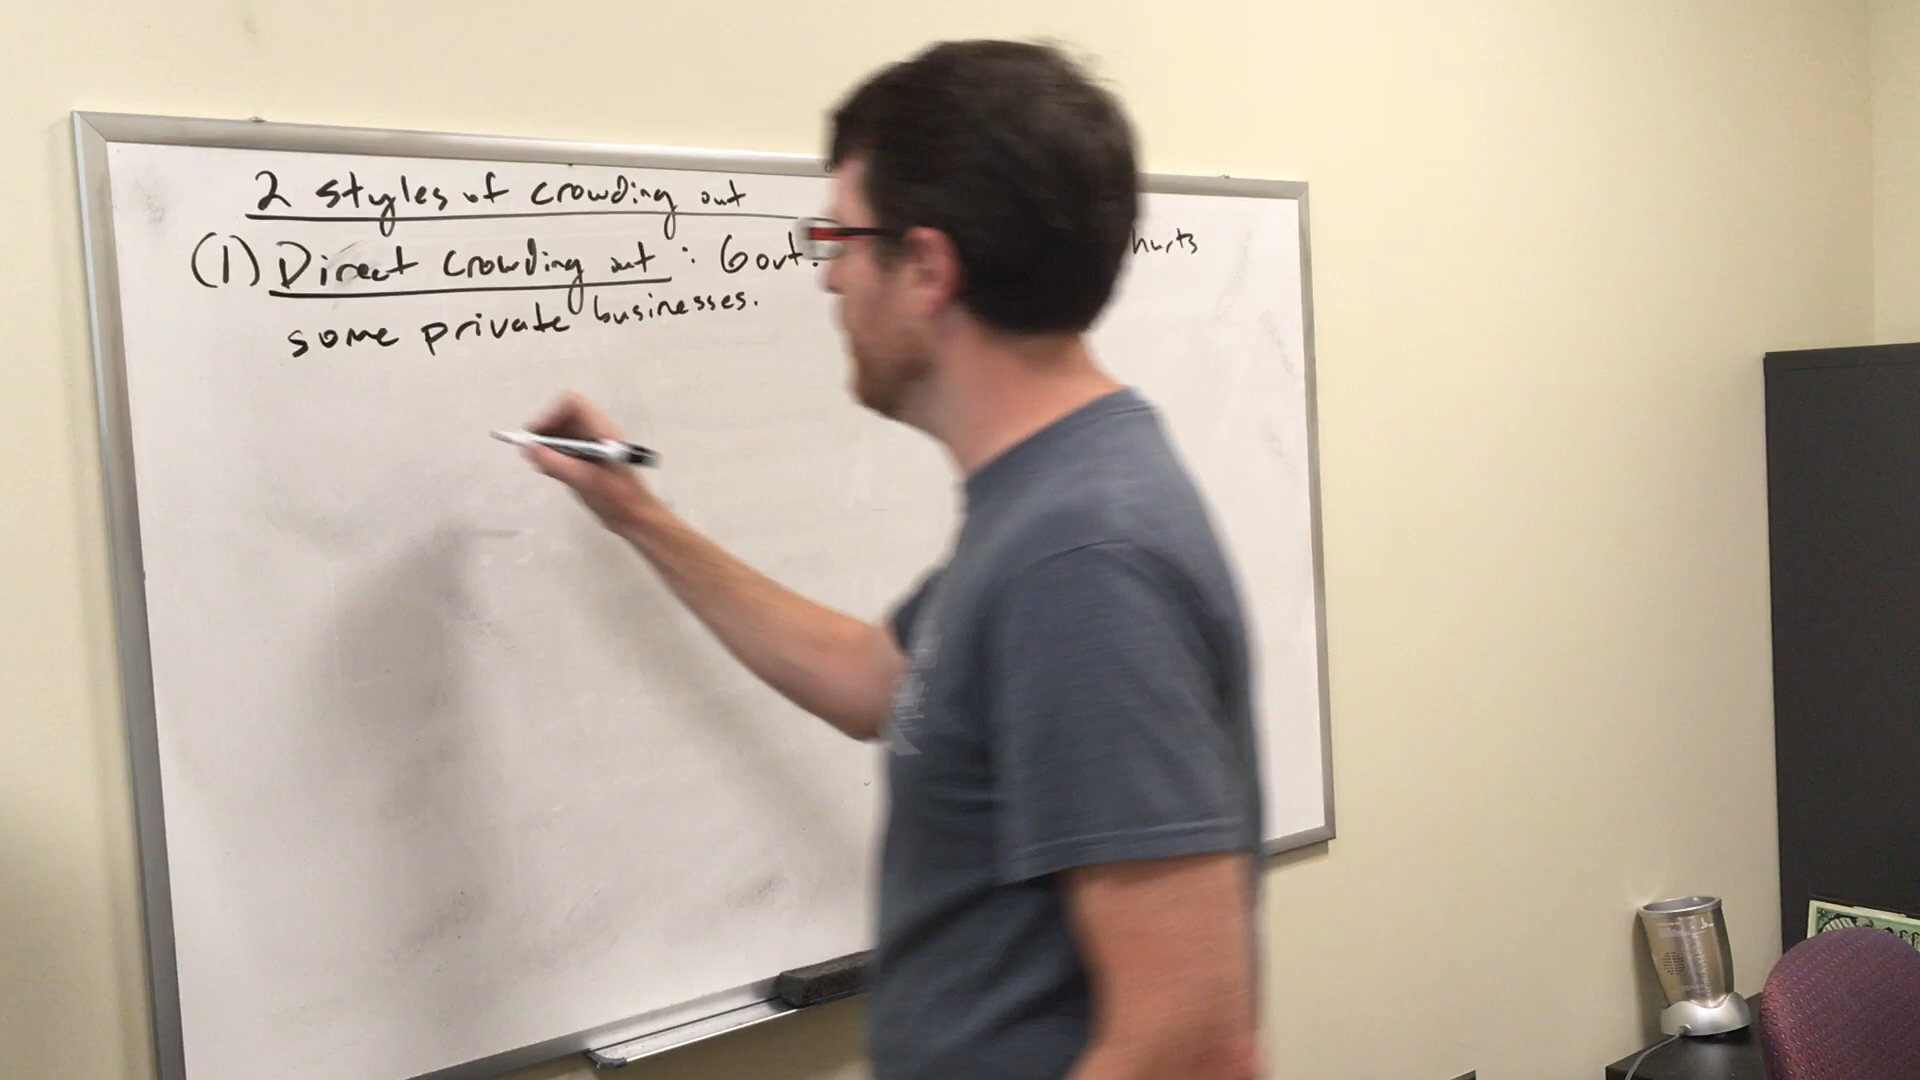 2 styles of crowding out
(1) Direct crowding out: Govt. hurts
some private businesses.